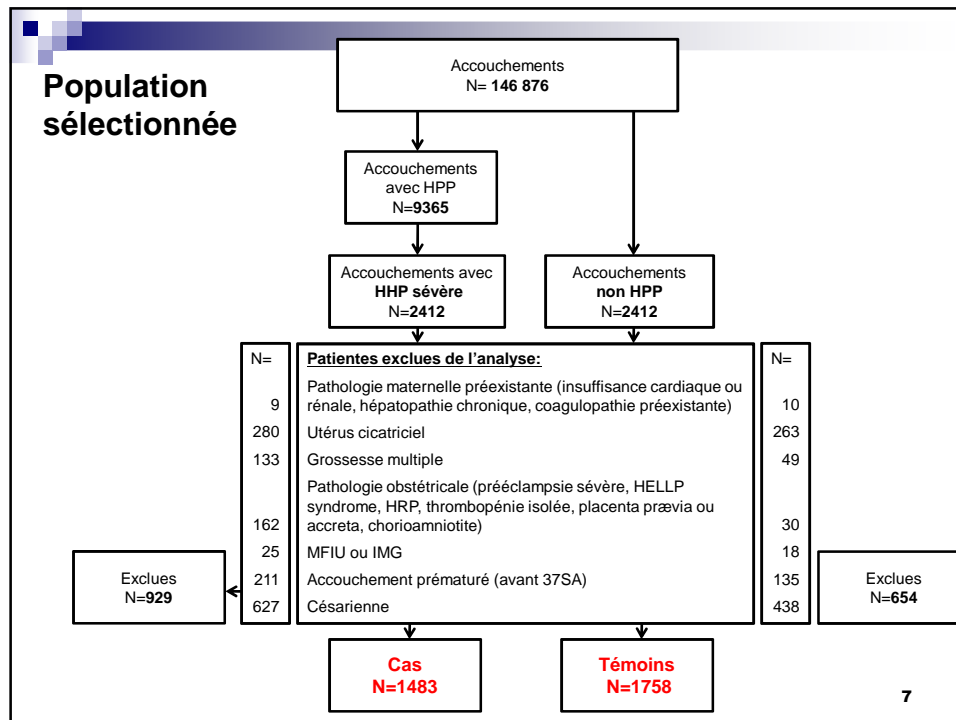 Population
sélectionnée
Accouchements
N= 146 876
Accouchements
avec HPP
N=9365
Accouchements avec
HHP sévère
N=2412
Accouchements
non HPP
N=2412
N=
Patientes exclues de l'analyse:
N=
Pathologie maternelle préexistante (insuffisance cardiaque ou
9 rénale, hépatopathie chronique, coagulopathie préexistante) 10
280 Utérus cicatriciel 263
133 Grossesse multiple 49
Pathologie obstétricale (prééclampsie sévère, HELLP
syndrome, HRP, thrombopénie isolée, placenta prævia ou
162 accreta, chorioamniotite) 30
25 MFIU ou IMG 18
211 Accouchement prématuré (avant 37SA) 135
627 Césarienne 438
Exclues
N=929
Exclues
N=654
Cas
N=1483
Témoins
N=1758
7